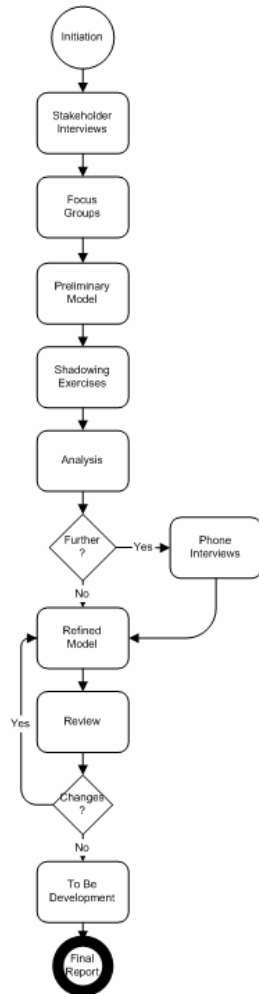 Initiation
Stakeholder
Interviews
Focus
Groups
Preliminary
Model
Shadowing
Exercises
Analysis
Further
?
Yes
Phone
Interviews
No
Refined
Model
Yes
Review
Changes
?
No
To Be
Development
Final
Report